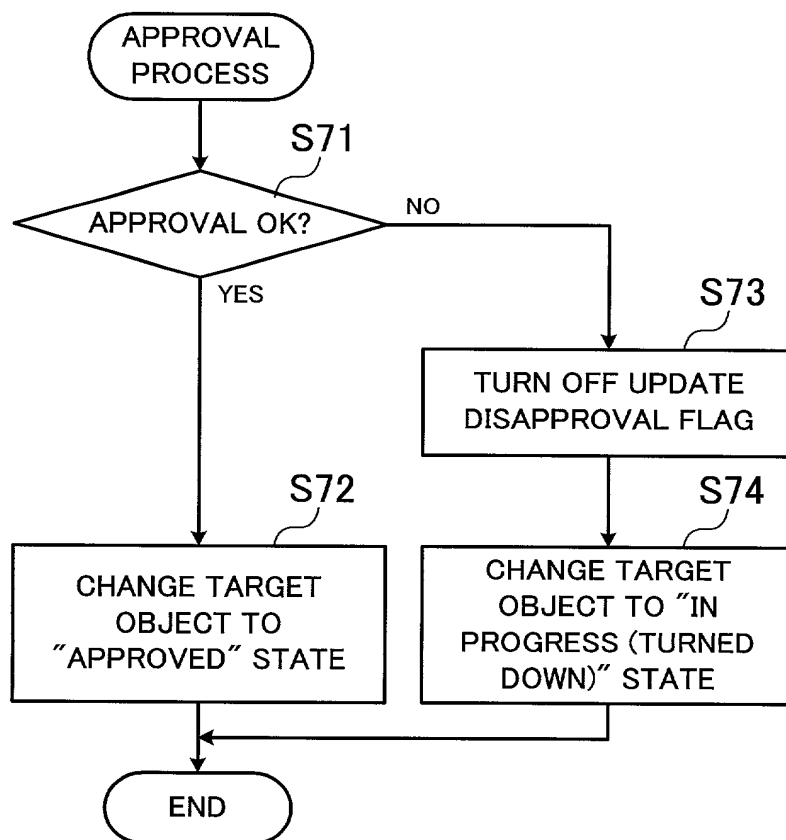 APPROVAL
PROCESS
S71
APPROVAL OK?
NO
YES
S73
TURN OFF UPDATE
DISAPPROVAL FLAG
S72
CHANGE TARGET
OBJECT TO
"APPROVED" STATE
S74
CHANGE TARGET
OBJECT TO "IN
PROGRESS (TURNED
DOWN)" STATE
END